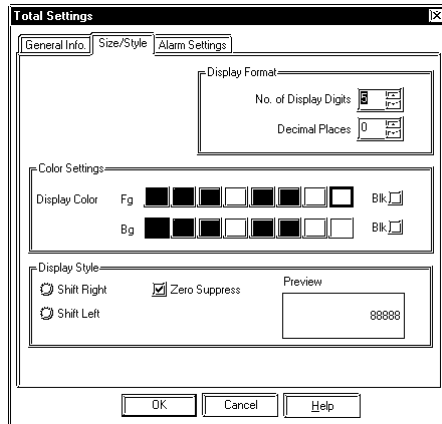 Total Settings
General Info. Size/Style Alarm Settings
Display Format
No. of Display Digits 5
Decimal Places 0
Color Settings
Display Color Fg Blk
Bg Blk
Display Style
Shift Right Zero Suppress Preview
Shift Left 88888
OK Cancel Help